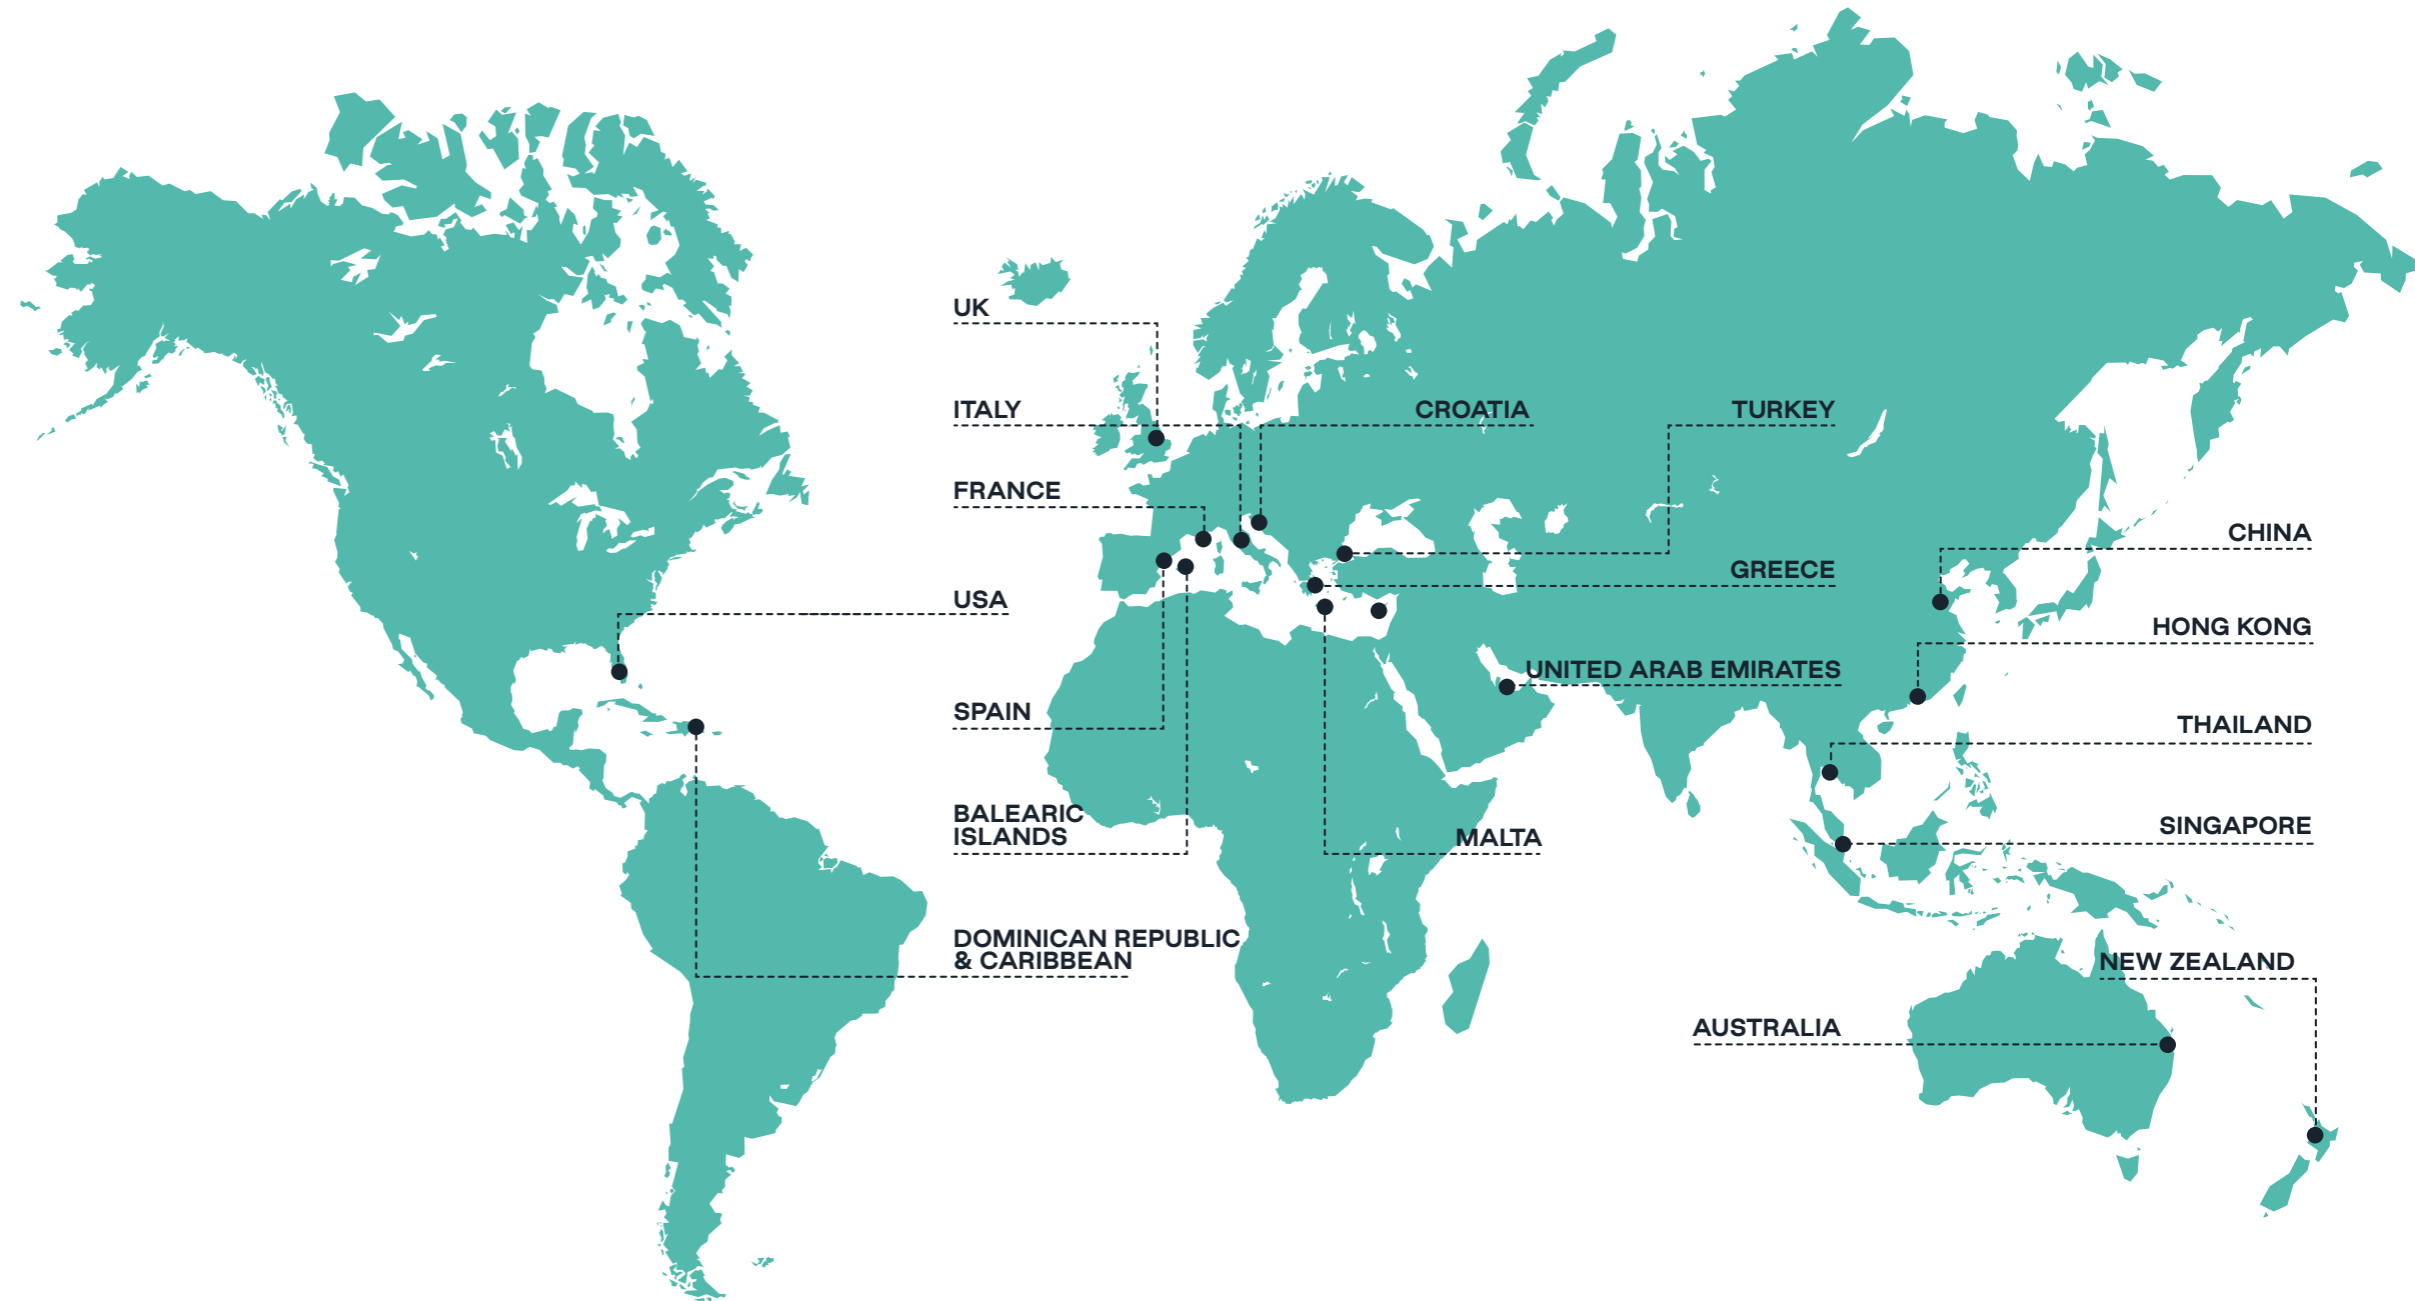 UK
ITALY
CROATIA
TURKEY
FRANCE
CHINA
GREECE
USA
HONG KONG
UNITED ARAB EMIRATES
SPAIN
THAILAND
BALEARIC
ISLANDS
MALTA
SINGAPORE
DOMINICAN REPUBLIC
& CARIBBEAN
NEW ZEALAND
AUSTRALIA